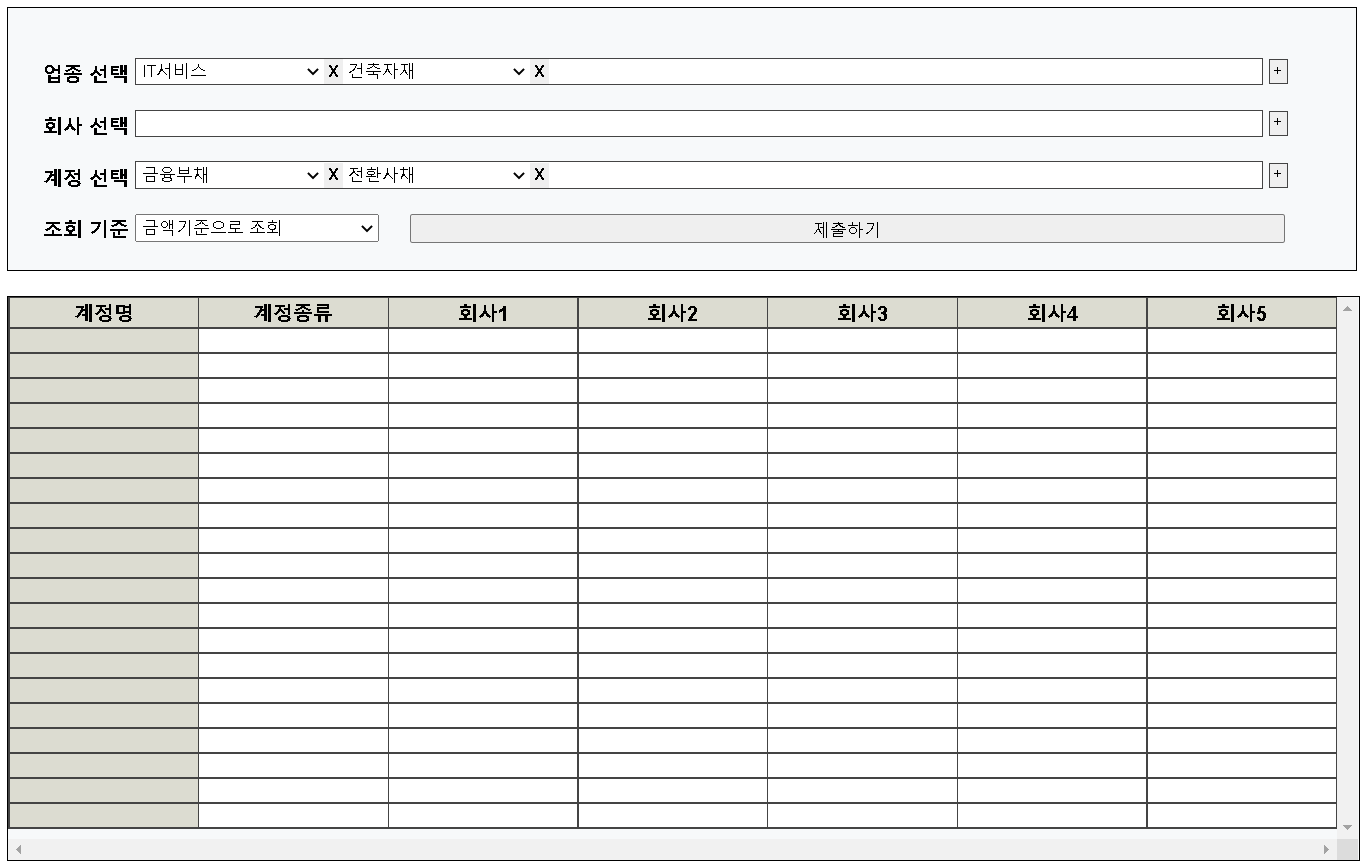 업종 선택 IT서비스 X 건축자재 X +
회사 선택 +
계정 선택 금융부채 X 전환사채 X +
조회 기준 금액기준으로 조회 제출하기
계정명 계정종류 회사1 회사2 회사3 회사4 회사5